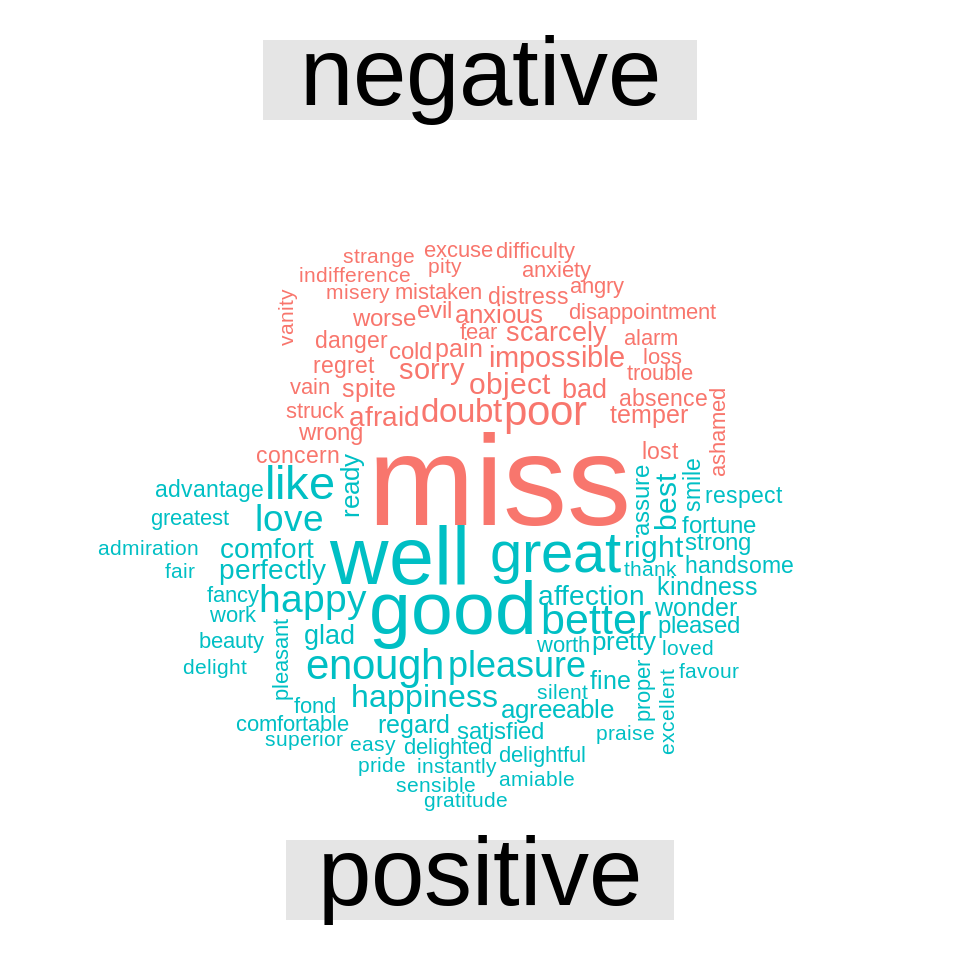 negative
excuse difficulty
strange pity anxiety
indifference
misery mistaken distress angry
vanity
worse evil anxious disappointment
danger fear scarcely alarm
cold pain impossible loss
regret sorry trouble
vain spite object bad absence
struck afraid doubt poor temper ashamed
wrong
concern miss lost
advantage like ready assure best smile respect
greatest love fortune
admiration comfort well great right strong
fair perfectly thank handsome
fancy happy good affection kindness
work better wonder
beauty glad worth pretty pleased
pleasant loved
delight enough pleasure fine favour
happiness silent proper excellent
fond agreeable
comfortable regard satisfied praise
superior easy delighted delightful
pride instantly
sensible amiable
gratitude
positive